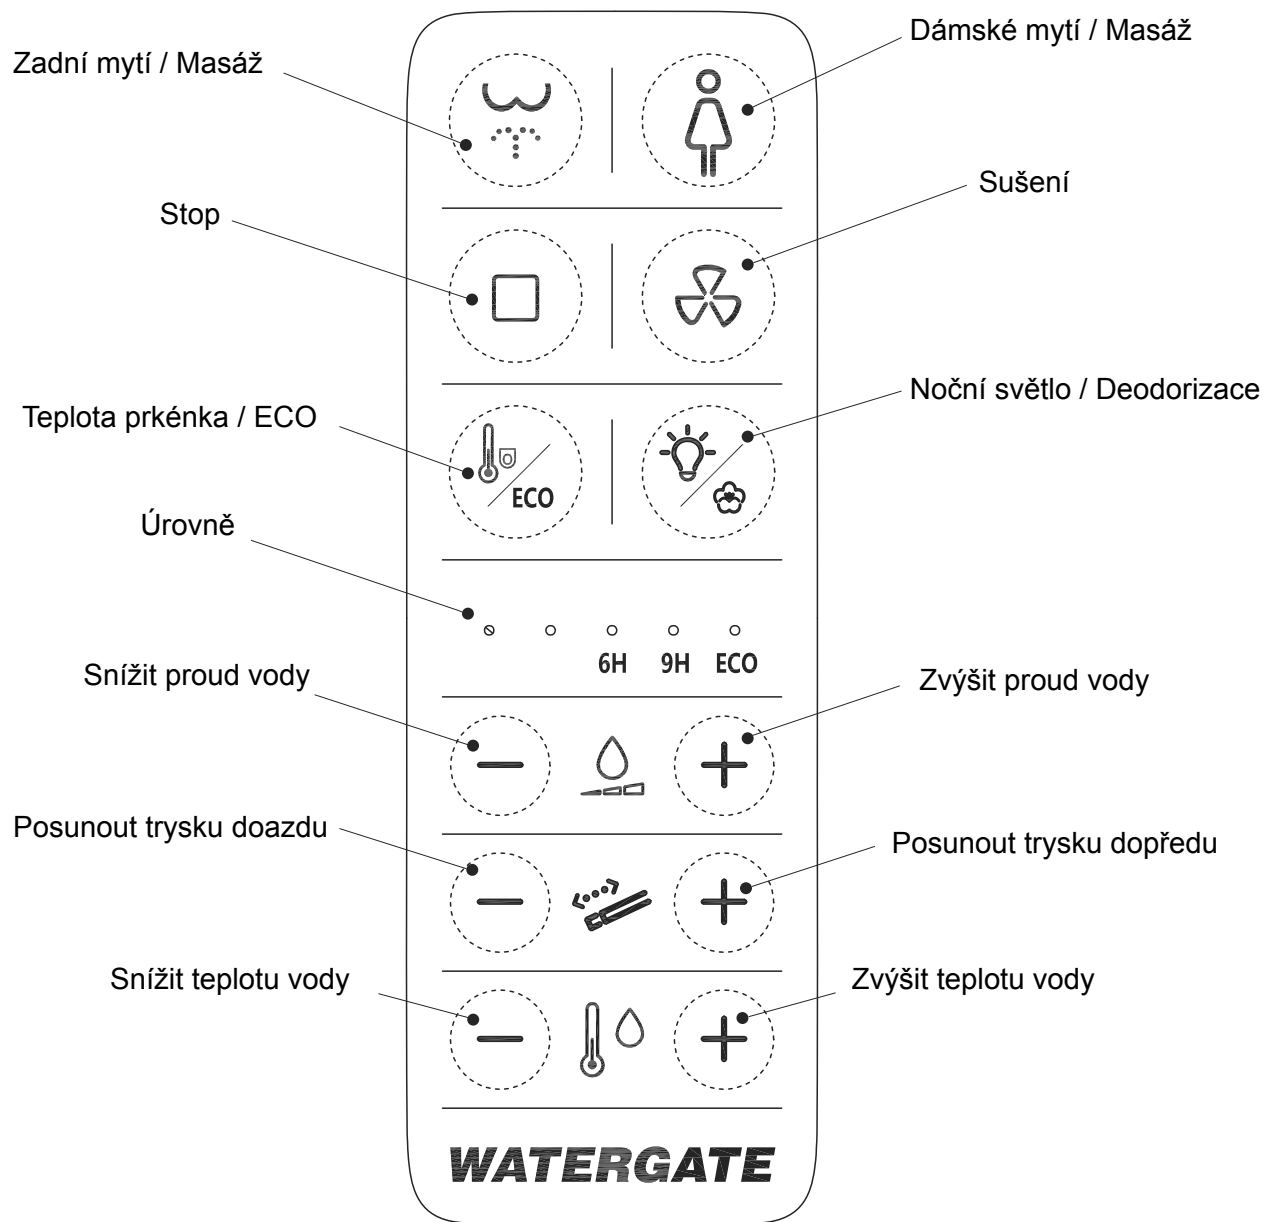 Dámské mytí / Masáž
Zadní mytí / Masáž
Sušení
Stop
Noční světlo / Deodorizace
Teplota prkénka / ECO
ECO
Úrovně
6H 9H ECO
Snížit proud vody
Zvýšit proud vody
Posunout trysku doazdu
Posunout trysku dopředu
Snížit teplotu vody
Zvýšit teplotu vody
WATERGATE